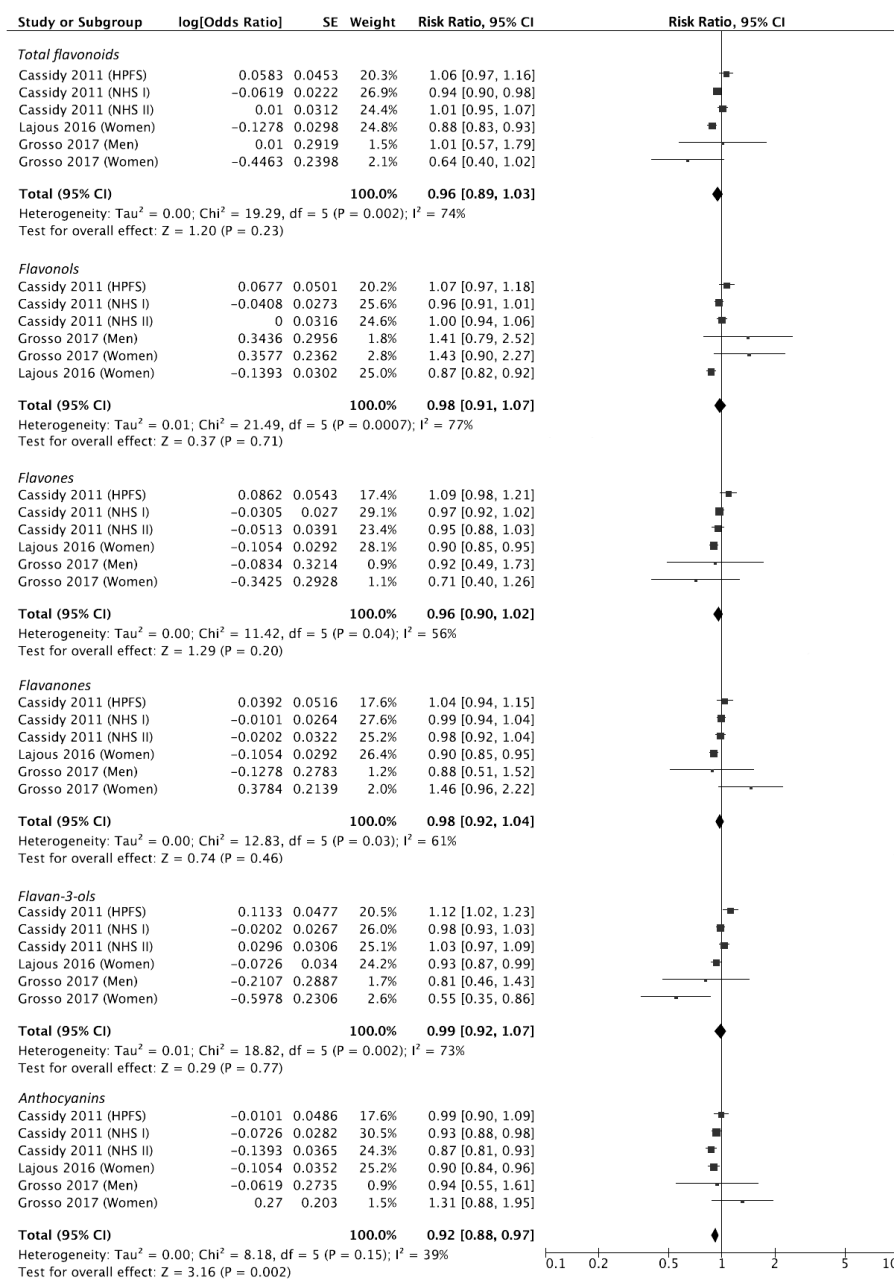 Study or Subgroup log[Odds Ratio] SE Weight Risk Ratio, 95% CI Risk Ratio, 95% CI
Total flavonoids
Cassidy 2011 (HPFS) 0.0583 0.0453 20.3% 1.06 [0.97, 1.16]
Cassidy 2011 (NHS I) -0.0619 0.0222 26.9% 0.94 [0.90, 0.98]
Cassidy 2011 (NHS II) 0.01 0.0312 24.4% 1.01 [0.95, 1.07]
Lajous 2016 (Women) -0.1278 0.0298 24.8% 0.88 [0.83, 0.93]
Grosso 2017 (Men) 0.01 0.2919 1.5% 1.01 [0.57, 1.79]
Grosso 2017 (Women) -0.4463 0.2398 2.1% 0.64 [0.40, 1.02]
Total (95% CI) 100.0% 0.96 [0.89, 1.03]
Heterogeneity: Tau² = 0.00; Chi² = 19.29, df = 5 (P = 0.002); I² = 74%
Test for overall effect: Z = 1.20 (P = 0.23)
Flavonols
Cassidy 2011 (HPFS) 0.0677 0.0501 20.2% 1.07 [0.97, 1.18]
Cassidy 2011 (NHS I) -0.0408 0.0273 25.6% 0.96 [0.91, 1.01]
Cassidy 2011 (NHS II) 0 0.0316 24.6% 1.00 [0.94, 1.06]
Grosso 2017 (Men) 0.3436 0.2956 1.8% 1.41 [0.79, 2.52]
Grosso 2017 (Women) 0.3577 0.2362 2.8% 1.43 [0.90, 2.27]
Lajous 2016 (Women) -0.1393 0.0302 25.0% 0.87 [0.82, 0.92]
Total (95% CI) 100.0% 0.98 [0.91, 1.07]
Heterogeneity: Tau² = 0.01; Chi² = 21.49, df = 5 (P = 0.0007); I² = 77%
Test for overall effect: Z = 0.37 (P = 0.71)
Flavones
Cassidy 2011 (HPFS) 0.0862 0.0543 17.4% 1.09 [0.98, 1.21]
Cassidy 2011 (NHS I) -0.0305 0.027 29.1% 0.97 [0.92, 1.02]
Cassidy 2011 (NHS II) -0.0513 0.0391 23.4% 0.95 [0.88, 1.03]
Lajous 2016 (Women) -0.1054 0.0292 28.1% 0.90 [0.85, 0.95]
Grosso 2017 (Men) -0.0834 0.3214 0.9% 0.92 [0.49, 1.73]
Grosso 2017 (Women) -0.3425 0.2928 1.1% 0.71 [0.40, 1.26]
Total (95% CI) 100.0% 0.96 [0.90, 1.02]
Heterogeneity: Tau² = 0.00; Chi² = 11.42, df = 5 (P = 0.04); I² = 56%
Test for overall effect: Z = 1.29 (P = 0.20)
Flavanones
Cassidy 2011 (HPFS) 0.0392 0.0516 17.6% 1.04 [0.94, 1.15]
Cassidy 2011 (NHS I) -0.0101 0.0264 27.6% 0.99 [0.94, 1.04]
Cassidy 2011 (NHS II) -0.0202 0.0322 25.2% 0.98 [0.92, 1.04]
Lajous 2016 (Women) -0.1054 0.0292 26.4% 0.90 [0.85, 0.95]
Grosso 2017 (Men) -0.1278 0.2783 1.2% 0.88 [0.51, 1.52]
Grosso 2017 (Women) 0.3784 0.2139 2.0% 1.46 [0.96, 2.22]
Total (95% CI) 100.0% 0.98 [0.92, 1.04]
Heterogeneity: Tau² = 0.00; Chi² = 12.83, df = 5 (P = 0.03); I² = 61%
Test for overall effect: Z = 0.74 (P = 0.46)
Flavan-3-ols
Cassidy 2011 (HPFS) 0.1133 0.0477 20.5% 1.12 [1.02, 1.23]
Cassidy 2011 (NHS I) -0.0202 0.0267 26.0% 0.98 [0.93, 1.03]
Cassidy 2011 (NHS II) 0.0296 0.0306 25.1% 1.03 [0.97, 1.09]
Lajous 2016 (Women) -0.0726 0.034 24.2% 0.93 [0.87, 0.99]
Grosso 2017 (Men) -0.2107 0.2887 1.7% 0.81 [0.46, 1.43]
Grosso 2017 (Women) -0.5978 0.2306 2.6% 0.55 [0.35, 0.86]
Total (95% CI) 100.0% 0.99 [0.92, 1.07]
Heterogeneity: Tau² = 0.01; Chi² = 18.82, df = 5 (P = 0.002); I² = 73%
Test for overall effect: Z = 0.29 (P = 0.77)
Anthocyanins
Cassidy 2011 (HPFS) -0.0101 0.0486 17.6% 0.99 [0.90, 1.09]
Cassidy 2011 (NHS I) -0.0726 0.0282 30.5% 0.93 [0.88, 0.98]
Cassidy 2011 (NHS II) -0.1393 0.0365 24.3% 0.87 [0.81, 0.93]
Lajous 2016 (Women) -0.1054 0.0352 25.2% 0.90 [0.84, 0.96]
Grosso 2017 (Men) -0.0619 0.2735 0.9% 0.94 [0.55, 1.61]
Grosso 2017 (Women) 0.27 0.203 1.5% 1.31 [0.88, 1.95]
Total (95% CI) 100.0% 0.92 [0.88, 0.97]
Heterogeneity: Tau² = 0.00; Chi² = 8.18, df = 5 (P = 0.15); I² = 39%
Test for overall effect: Z = 3.16 (P = 0.002)
0.1 0.2 0.5 1 2 5 10